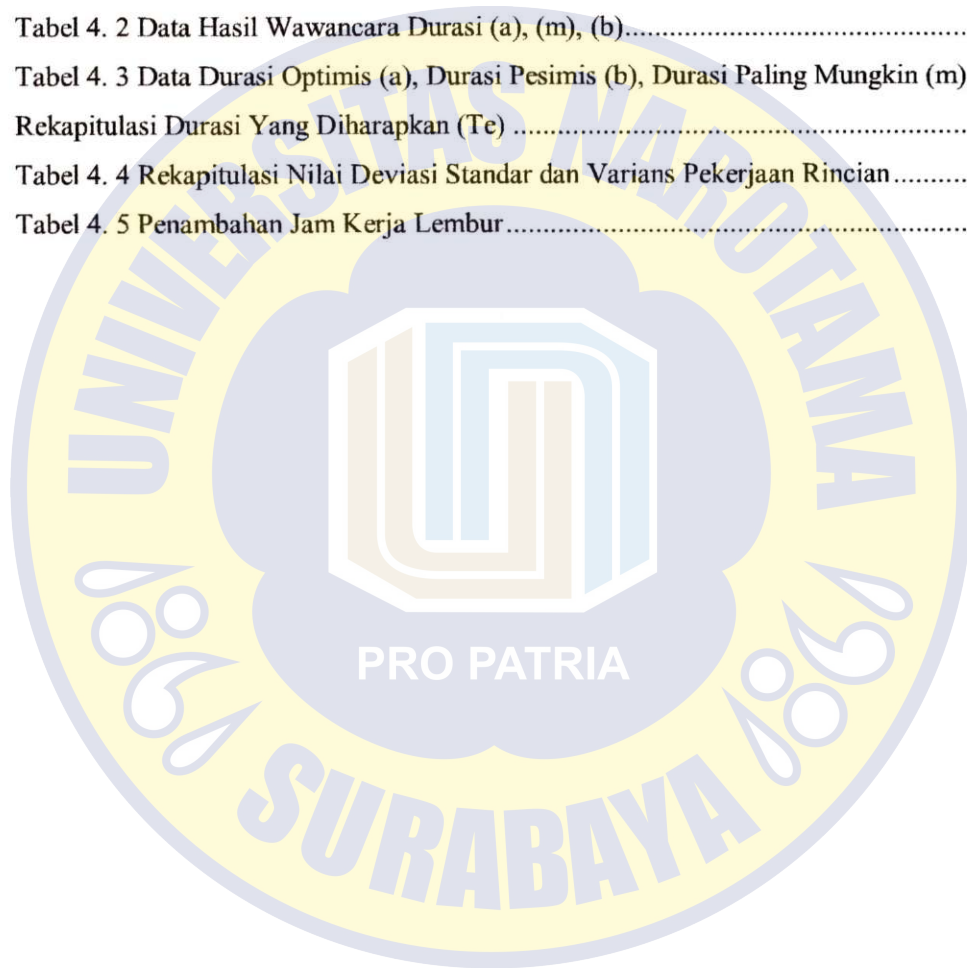 Tabel 4. 2 Data Hasil Wawancara Durasi (a), (m), (b)..........................................
Tabel 4. 3 Data Durasi Optimis (a), Durasi Pesimis (b), Durasi Paling Mungkin (m)
Rekapitulasi Durasi Yang Diharapkan (Te) ........................................................
Tabel 4. 4 Rekapitulasi Nilai Deviasi Standar dan Varians Pekerjaan Rincian..........
Tabel 4. 5 Penambahan Jam Kerja Lembur.........................................................
UNIVERSITAS NAROTAMA
PRO PATRIA
SURABAYA